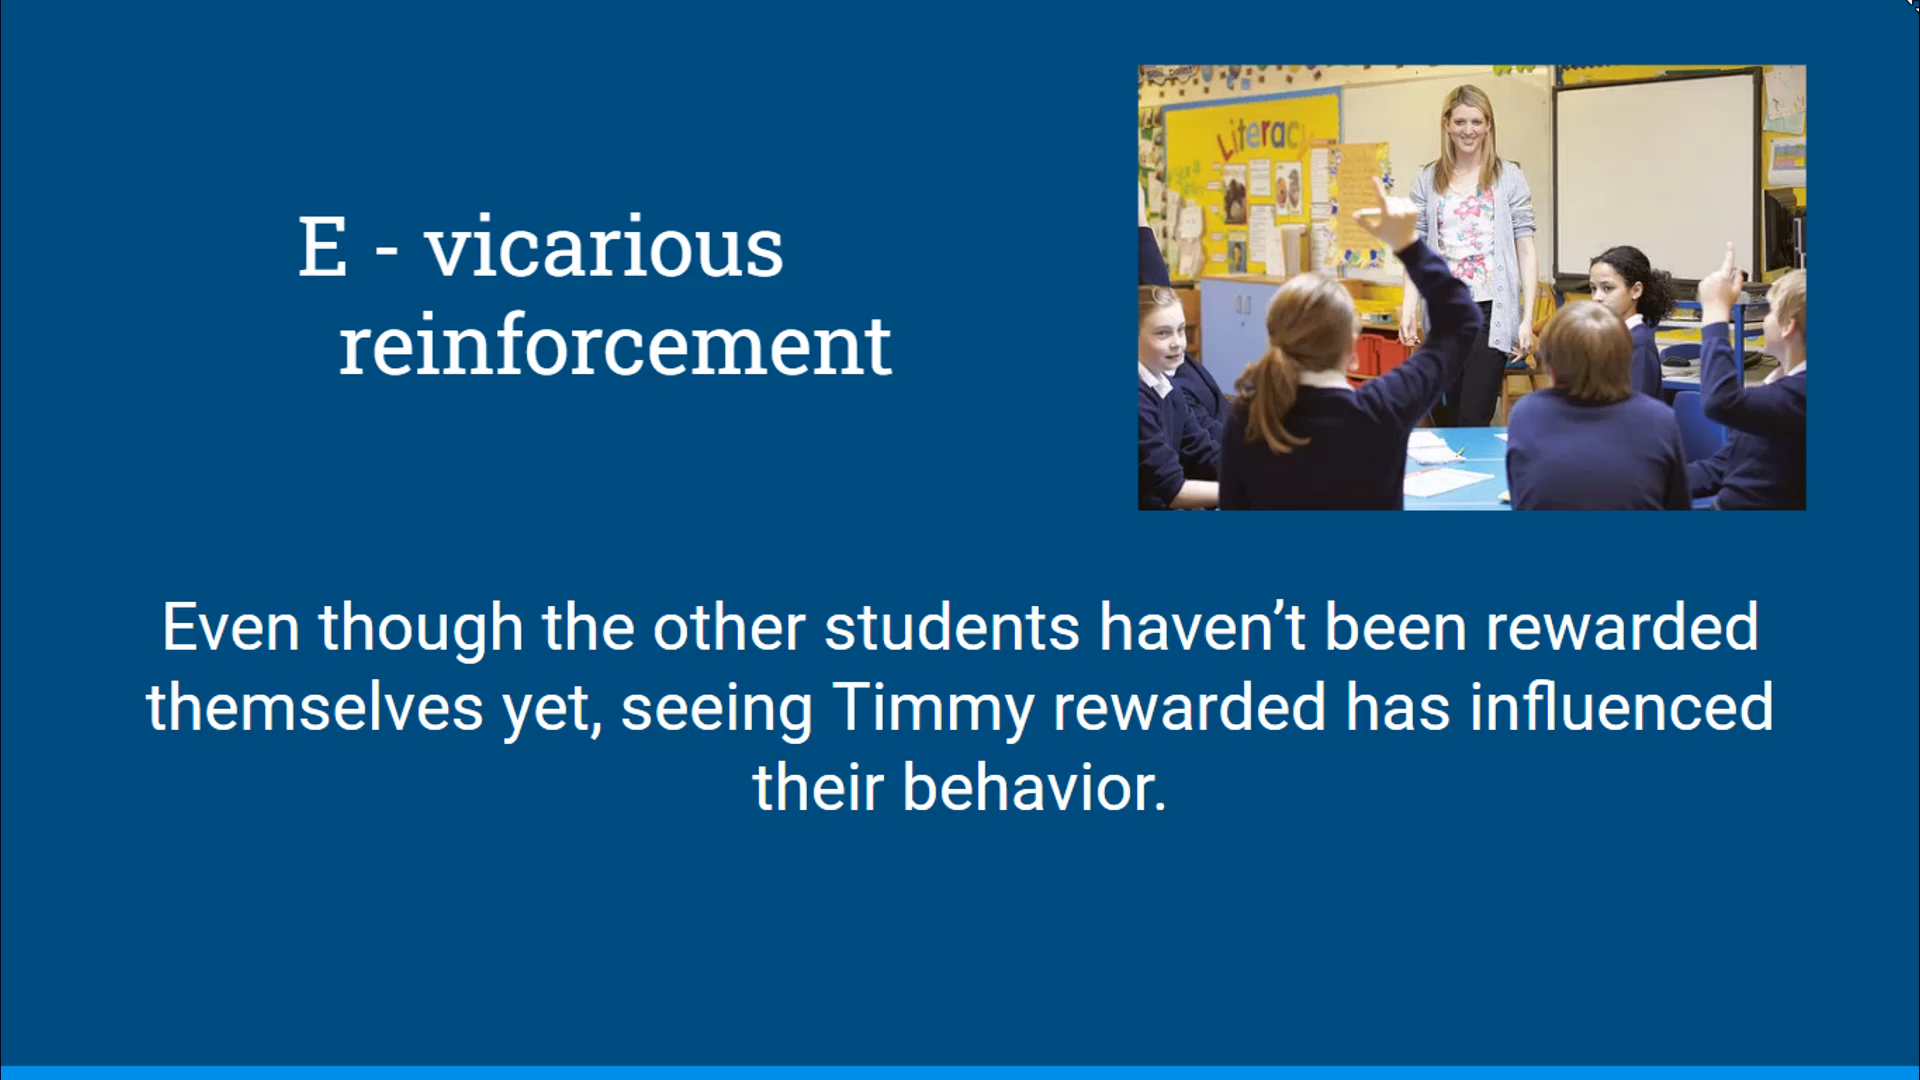 E - vicarious
reinforcement
Literacy
Even though the other students haven’t been rewarded
themselves yet, seeing Timmy rewarded has influenced
their behavior.